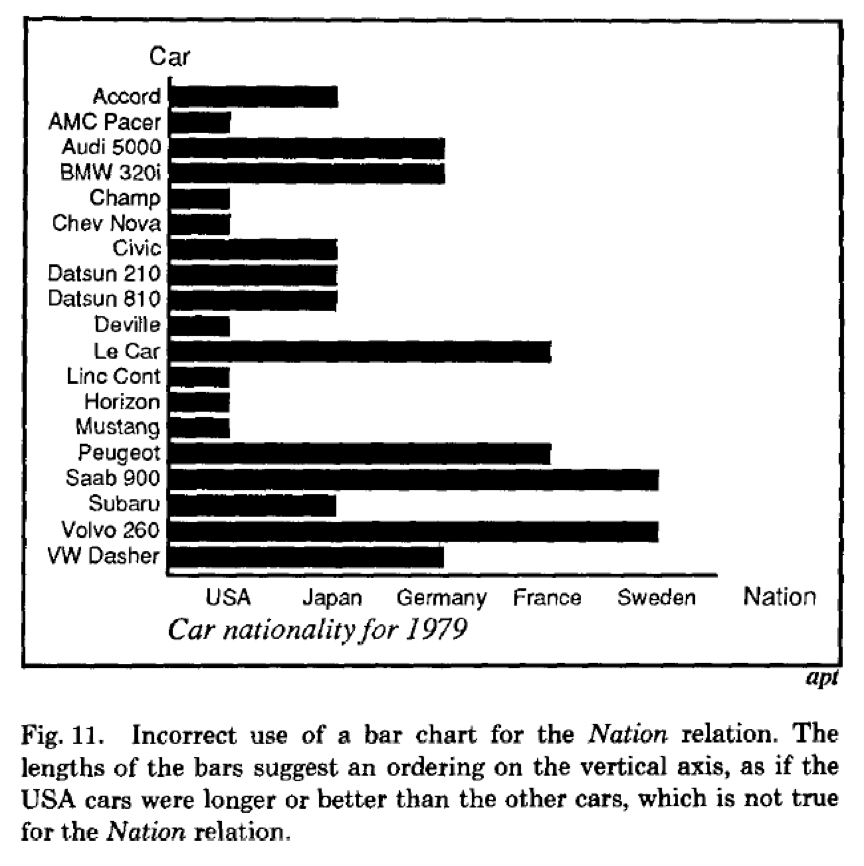 Car
Accord
AMC Pacer
Audi 5000
BMW 320i
Champ
Chev Nova
Civic
Datsun 210
Datsun 810
Deville
Le Car
Linc Cont
Horizon
Mustang
Peugeot
Saab 900
Subaru
Volvo 260
VW Dasher
USA Japan Germany France Sweden Nation
Car nationality for 1979
apt
Fig. 11. Incorrect use of a bar chart for the Nation relation. The
lengths of the bars suggest an ordering on the vertical axis, as if the
USA cars were longer or better than the other cars, which is not true
for the Nation relation.